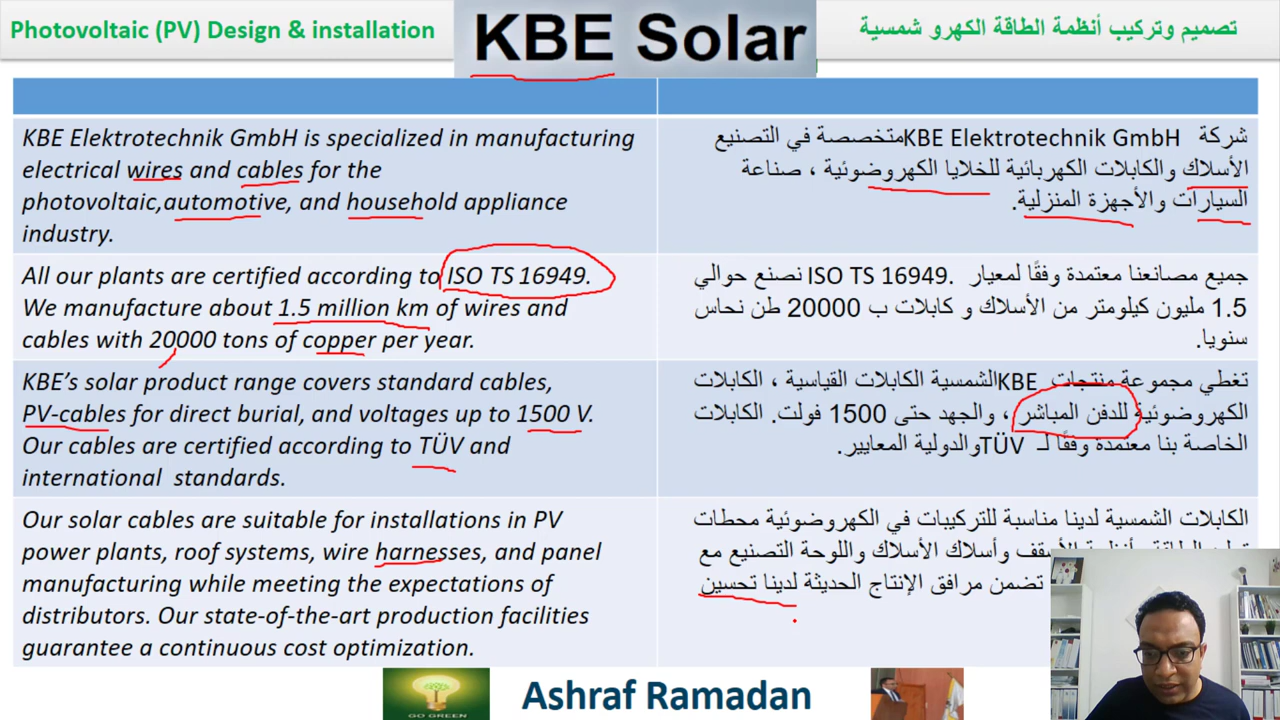 Photovoltaic (PV) Design & installation
KBE Solar
تصميم وتركيب أنظمة الطاقة الكهرو شمسية
KBE Elektrotechnik GmbH is specialized in manufacturing
electrical wires and cables for the
photovoltaic,automotive, and household appliance
industry.
شركة KBE Elektrotechnik GmbH متخصصة في التصنيع
الأسلاك والكابلات الكهربائية للخلايا الكهروضوئية ، صناعة
السيارات والأجهزة المنزلية.
All our plants are certified according to ISO TS 16949.
We manufacture about 1.5 million km of wires and
cables with 20000 tons of copper per year.
جميع مصانعنا معتمدة وفقًا لمعيار ISO TS 16949. نصنع حوالي
1.5 مليون كيلومتر من الأسلاك و كابلات ب 20000 طن نحاس
سنويا.
KBE’s solar product range covers standard cables,
PV-cables for direct burial, and voltages up to 1500 V.
Our cables are certified according to TÜV and
international standards.
تغطي مجموعة منتجات KBE الشمسية الكابلات القياسية ، الكابلات
الكهروضوئية للدفن المباشر ، والجهد حتى 1500 فولت. الكابلات
الخاصة بنا معتمدة وفقًا لـ TÜV والدولية المعايير.
Our solar cables are suitable for installations in PV
power plants, roof systems, wire harnesses, and panel
manufacturing while meeting the expectations of
distributors. Our state-of-the-art production facilities
guarantee a continuous cost optimization.
الكابلات الشمسية لدينا مناسبة للتركيبات في الكهروضوئية محطات
الأسقف وأسلاك الأسلاك واللوحة التصنيع مع
تضمن مرافق الإنتاج الحديثة لدينا تحسين
GO GREEN
Ashraf Ramadan